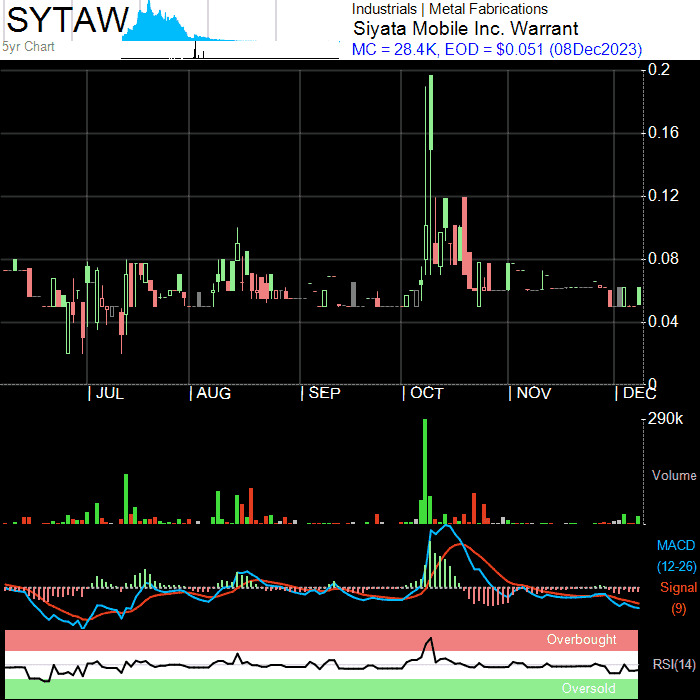 SYTAW
5yr Chart
Industrials | Metal Fabrications
Siyata Mobile Inc. Warrant
MC = 28.4K, EOD = $0.051 (08Dec2023)
0.2
0.16
0.12
0.08
0.04
0
| JUL | AUG | SEP | OCT | NOV | DEC
290k
Volume
MACD
(12-26)
Signal
(9)
Overbought
RSI(14)
Oversold